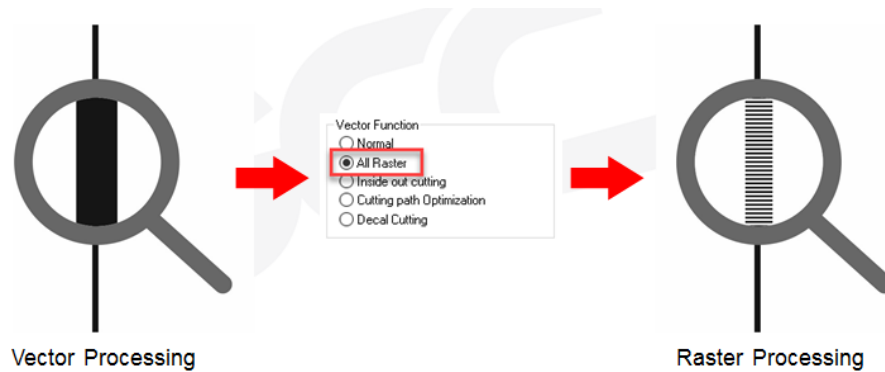 Vector Function
Normal
All Raster
Inside out cutting
Cutting path Optimization
Decal Cutting
Vector Processing
Raster Processing